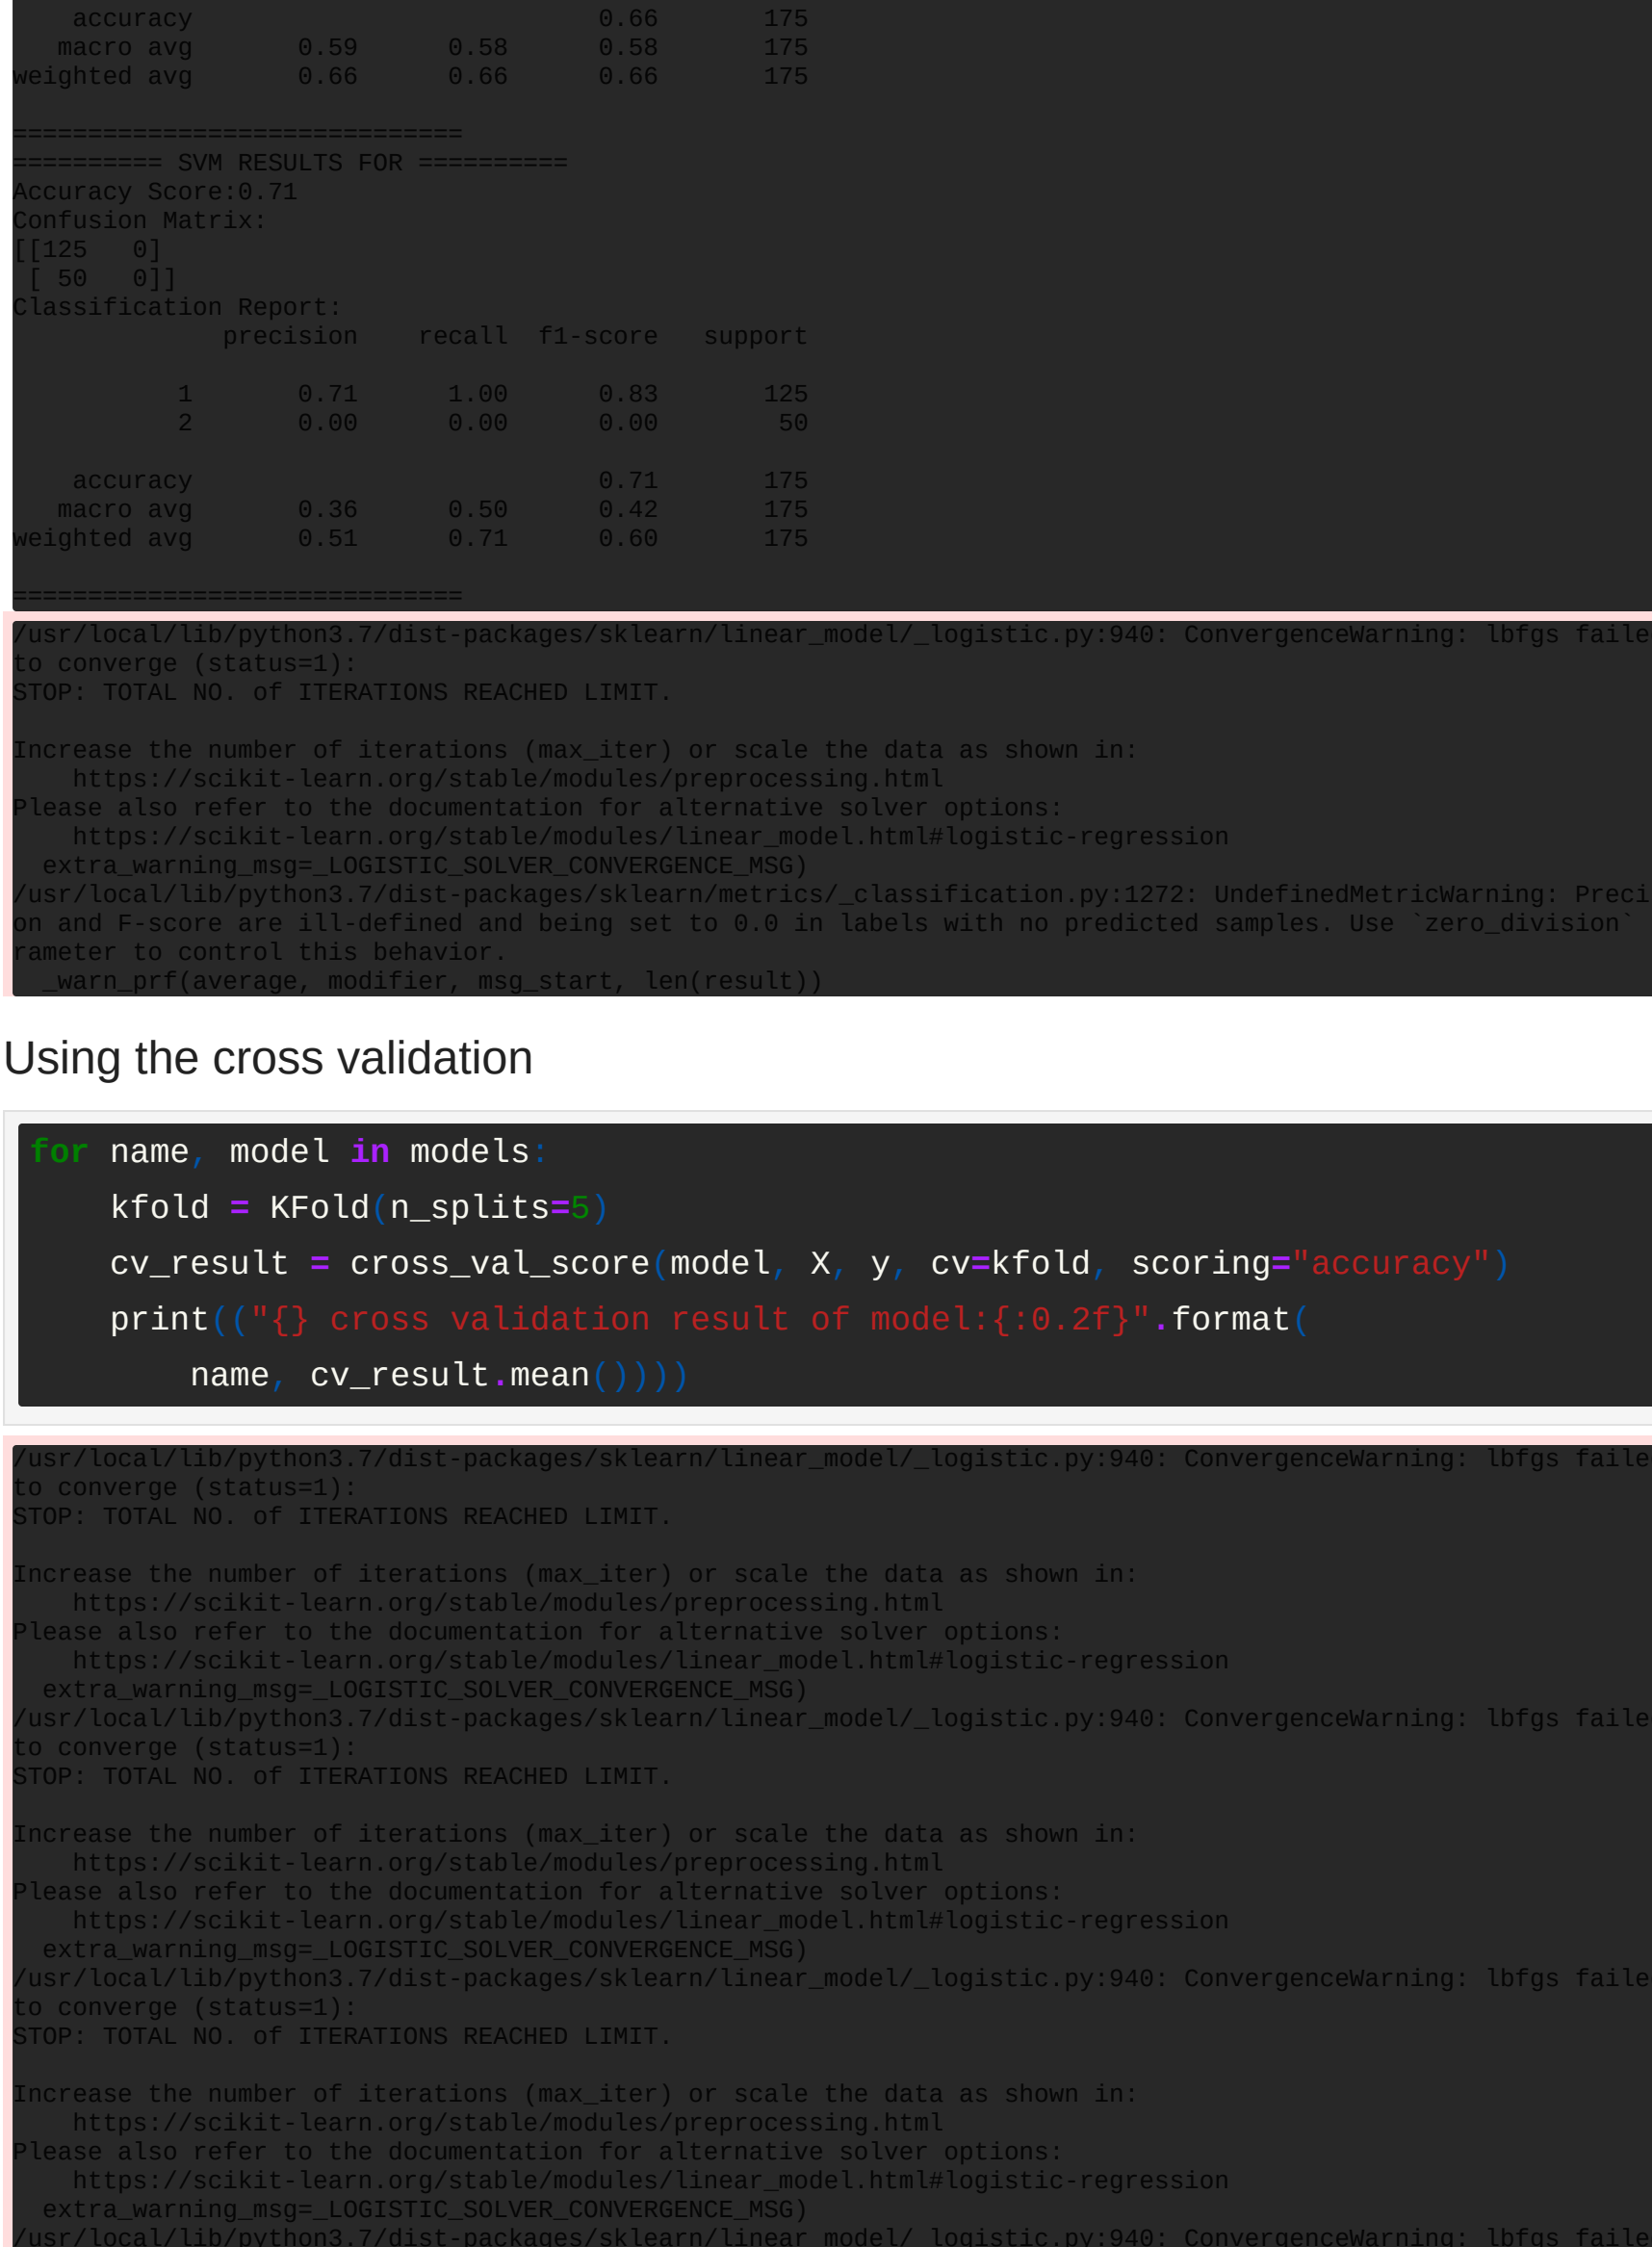 accuracy                           0.66       175
   macro avg       0.59      0.58      0.58       175
weighted avg       0.66      0.66      0.66       175
==============================
========== SVM RESULTS FOR ==========
Accuracy Score:0.71
Confusion Matrix:
[[125   0]
 [ 50   0]]
Classification Report:
              precision    recall  f1-score   support
           1       0.71      1.00      0.83       125
           2       0.00      0.00      0.00        50
    accuracy                           0.71       175
   macro avg       0.36      0.50      0.42       175
weighted avg       0.51      0.71      0.60       175
==============================
/usr/local/lib/python3.7/dist-packages/sklearn/linear_model/_logistic.py:940: ConvergenceWarning: lbfgs faile
to converge (status=1):
STOP: TOTAL NO. of ITERATIONS REACHED LIMIT.
Increase the number of iterations (max_iter) or scale the data as shown in:
    https://scikit-learn.org/stable/modules/preprocessing.html
Please also refer to the documentation for alternative solver options:
    https://scikit-learn.org/stable/modules/linear_model.html#logistic-regression
  extra_warning_msg=_LOGISTIC_SOLVER_CONVERGENCE_MSG)
/usr/local/lib/python3.7/dist-packages/sklearn/metrics/_classification.py:1272: UndefinedMetricWarning: Preci
on and F-score are ill-defined and being set to 0.0 in labels with no predicted samples. Use `zero_division`
rameter to control this behavior.
  _warn_prf(average, modifier, msg_start, len(result))
Using the cross validation
for name, model in models:
    kfold = KFold(n_splits=5)
    cv_result = cross_val_score(model, X, y, cv=kfold, scoring="accuracy")
    print(("{} cross validation result of model:{:0.2f}".format(
        name, cv_result.mean())))
/usr/local/lib/python3.7/dist-packages/sklearn/linear_model/_logistic.py:940: ConvergenceWarning: lbfgs faile
to converge (status=1):
STOP: TOTAL NO. of ITERATIONS REACHED LIMIT.
Increase the number of iterations (max_iter) or scale the data as shown in:
    https://scikit-learn.org/stable/modules/preprocessing.html
Please also refer to the documentation for alternative solver options:
    https://scikit-learn.org/stable/modules/linear_model.html#logistic-regression
  extra_warning_msg=_LOGISTIC_SOLVER_CONVERGENCE_MSG)
/usr/local/lib/python3.7/dist-packages/sklearn/linear_model/_logistic.py:940: ConvergenceWarning: lbfgs faile
to converge (status=1):
STOP: TOTAL NO. of ITERATIONS REACHED LIMIT.
Increase the number of iterations (max_iter) or scale the data as shown in:
    https://scikit-learn.org/stable/modules/preprocessing.html
Please also refer to the documentation for alternative solver options:
    https://scikit-learn.org/stable/modules/linear_model.html#logistic-regression
  extra_warning_msg=_LOGISTIC_SOLVER_CONVERGENCE_MSG)
/usr/local/lib/python3.7/dist-packages/sklearn/linear_model/_logistic.py:940: ConvergenceWarning: lbfgs faile
to converge (status=1):
STOP: TOTAL NO. of ITERATIONS REACHED LIMIT.
Increase the number of iterations (max_iter) or scale the data as shown in:
    https://scikit-learn.org/stable/modules/preprocessing.html
Please also refer to the documentation for alternative solver options:
    https://scikit-learn.org/stable/modules/linear_model.html#logistic-regression
  extra_warning_msg=_LOGISTIC_SOLVER_CONVERGENCE_MSG)
/usr/local/lib/python3.7/dist-packages/sklearn/linear_model/_logistic.py:940: ConvergenceWarning: lbfgs faile